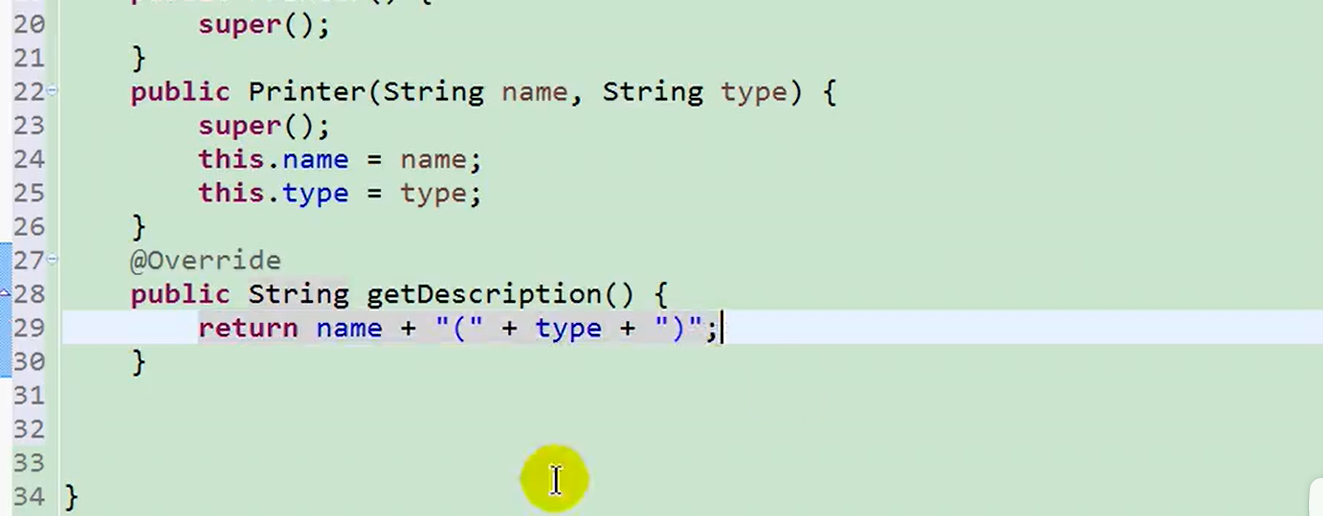 20 super();
21 }
22 public Printer(String name, String type) {
23 super();
24 this.name = name;
25 this.type = type;
26 }
27 @Override
28 public String getDescription() {
29 return name + "(" + type + ")";
30 }
31
32
33
34 }